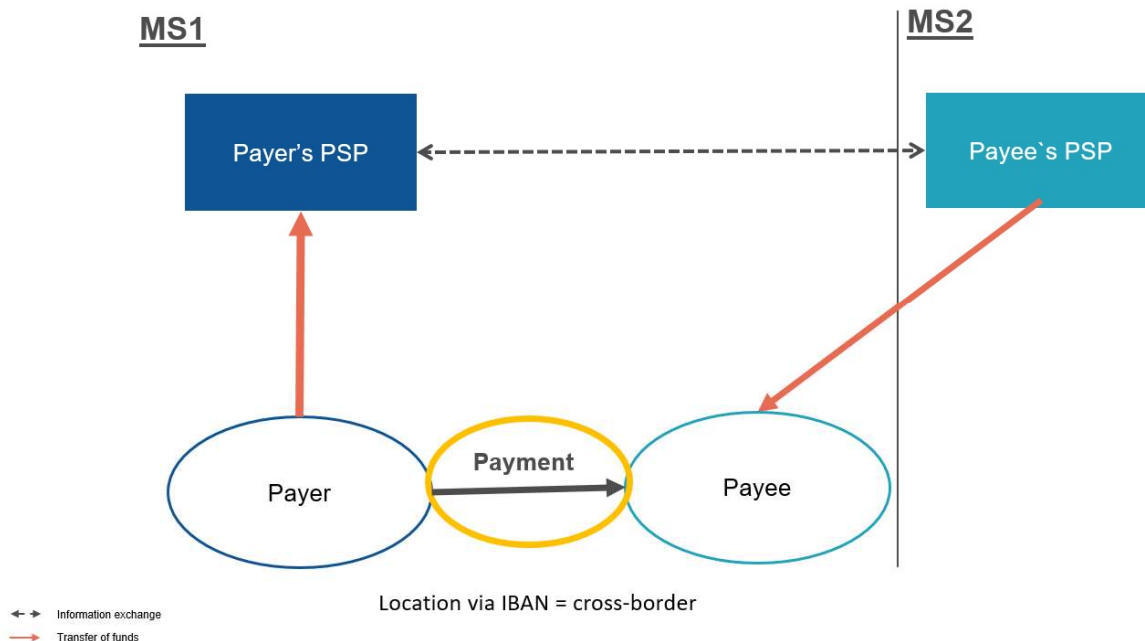 MS1
MS2
Payer's PSP
Payee`s PSP
Payment
Payer
Payee
Location via IBAN = cross-border
Information exchange
Transfer of funds